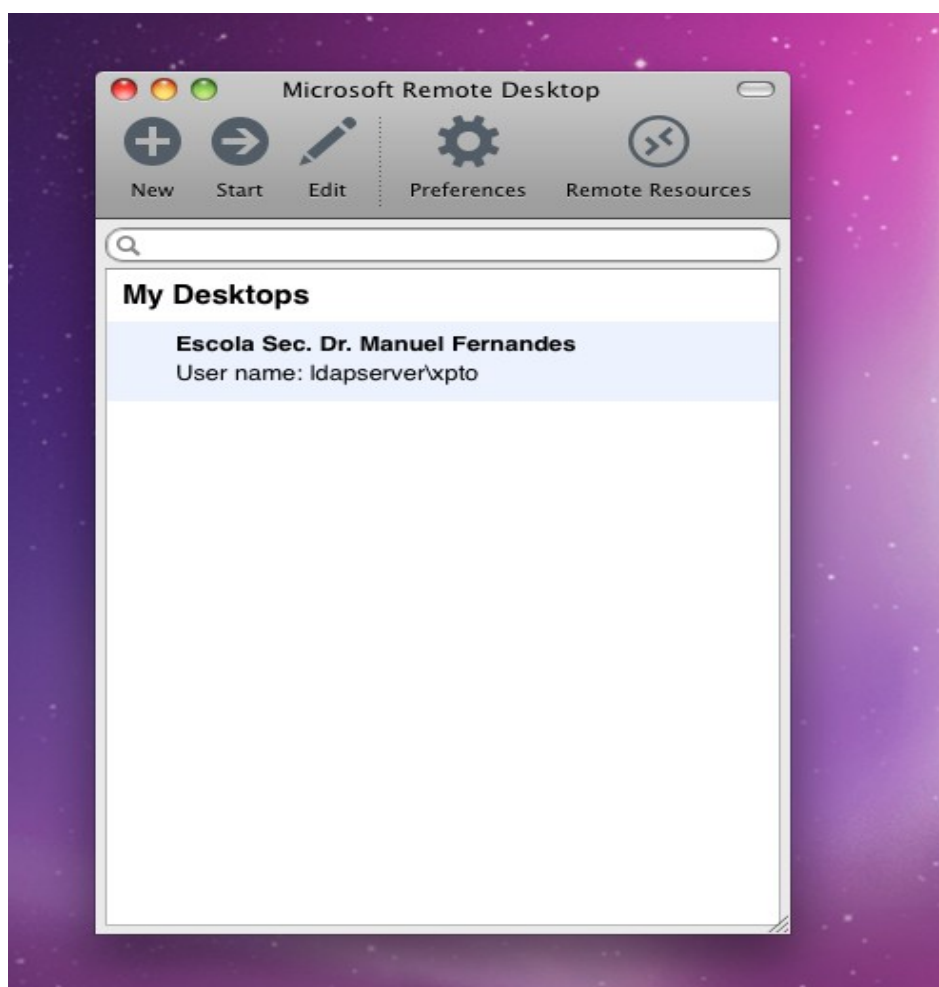 Microsoft Remote Desktop
New Start Edit Preferences Remote Resources
My Desktops
Escola Sec. Dr. Manuel Fernandes
User name: ldapserver\xpto